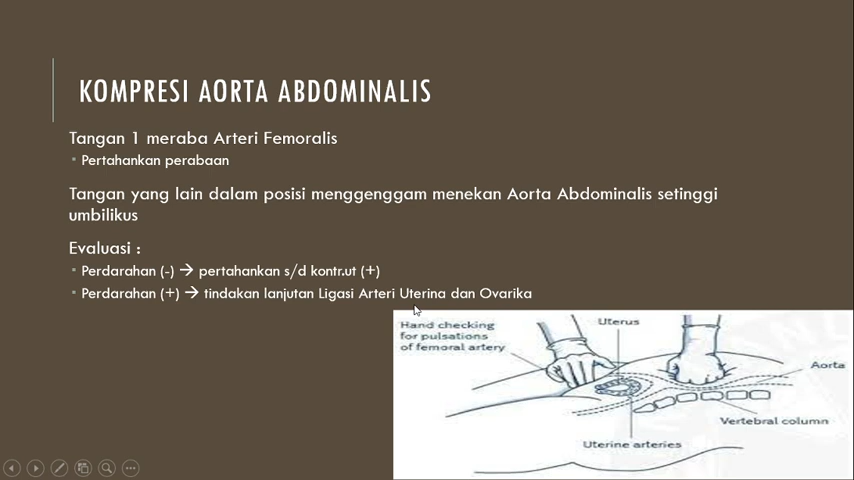 KOMPRESI AORTA ABDOMINALIS
Tangan 1 meraba Arteri Femoralis
▪ Pertahankan perabaan
Tangan yang lain dalam posisi menggenggam menekan Aorta Abdominalis setinggi
umbilikus
Evaluasi :
▪ Perdarahan (-) → pertahankan s/d kontr.ut (+)
▪ Perdarahan (+) → tindakan lanjutan Ligasi Arteri Uterina dan Ovarika
Hand checking
for pulsations
of femoral artery
Uterus
Aorta
Vertebral column
Uterine arteries